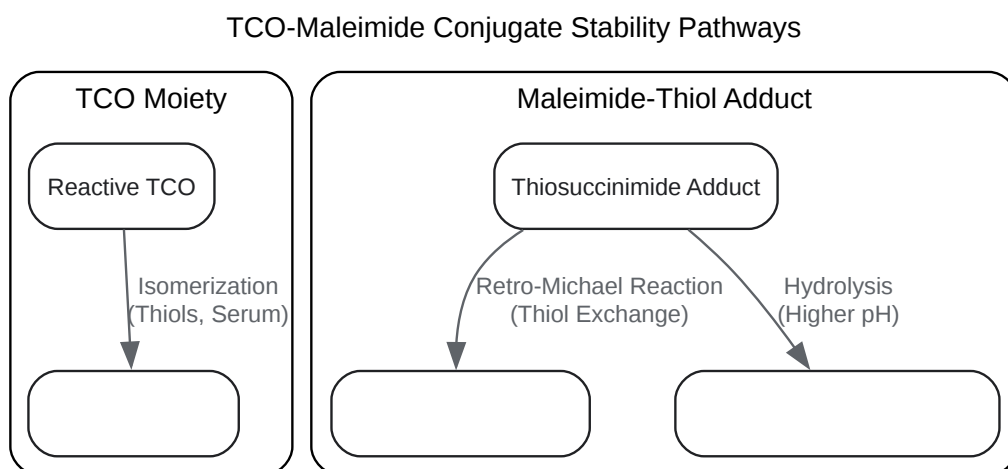 TCO-Maleimide Conjugate Stability Pathways
TCO Moiety
Reactive TCO
Isomerization
(Thiols, Serum)
Maleimide-Thiol Adduct
Thiosuccinimide Adduct
Retro-Michael Reaction
(Thiol Exchange)
Hydrolysis
(Higher pH)